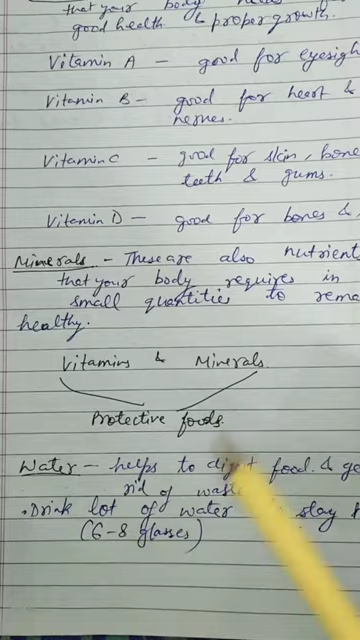 that your body
good health & proper growth.
Vitamin A - good for eyesigh
Vitamin B - good for heart &
nerves.
Vitamin C - good for skin, bone
teeth & gums.
Vitamin D - good for bones &
Minerals - These are also nutrient
that your body requires in
small quantities to rema
healthy.
Vitamins & Minerals.
Protective foods.
Water - helps to digest food. & ge
rid of wast
. Drink lot of water stay
(6-8 glasses)